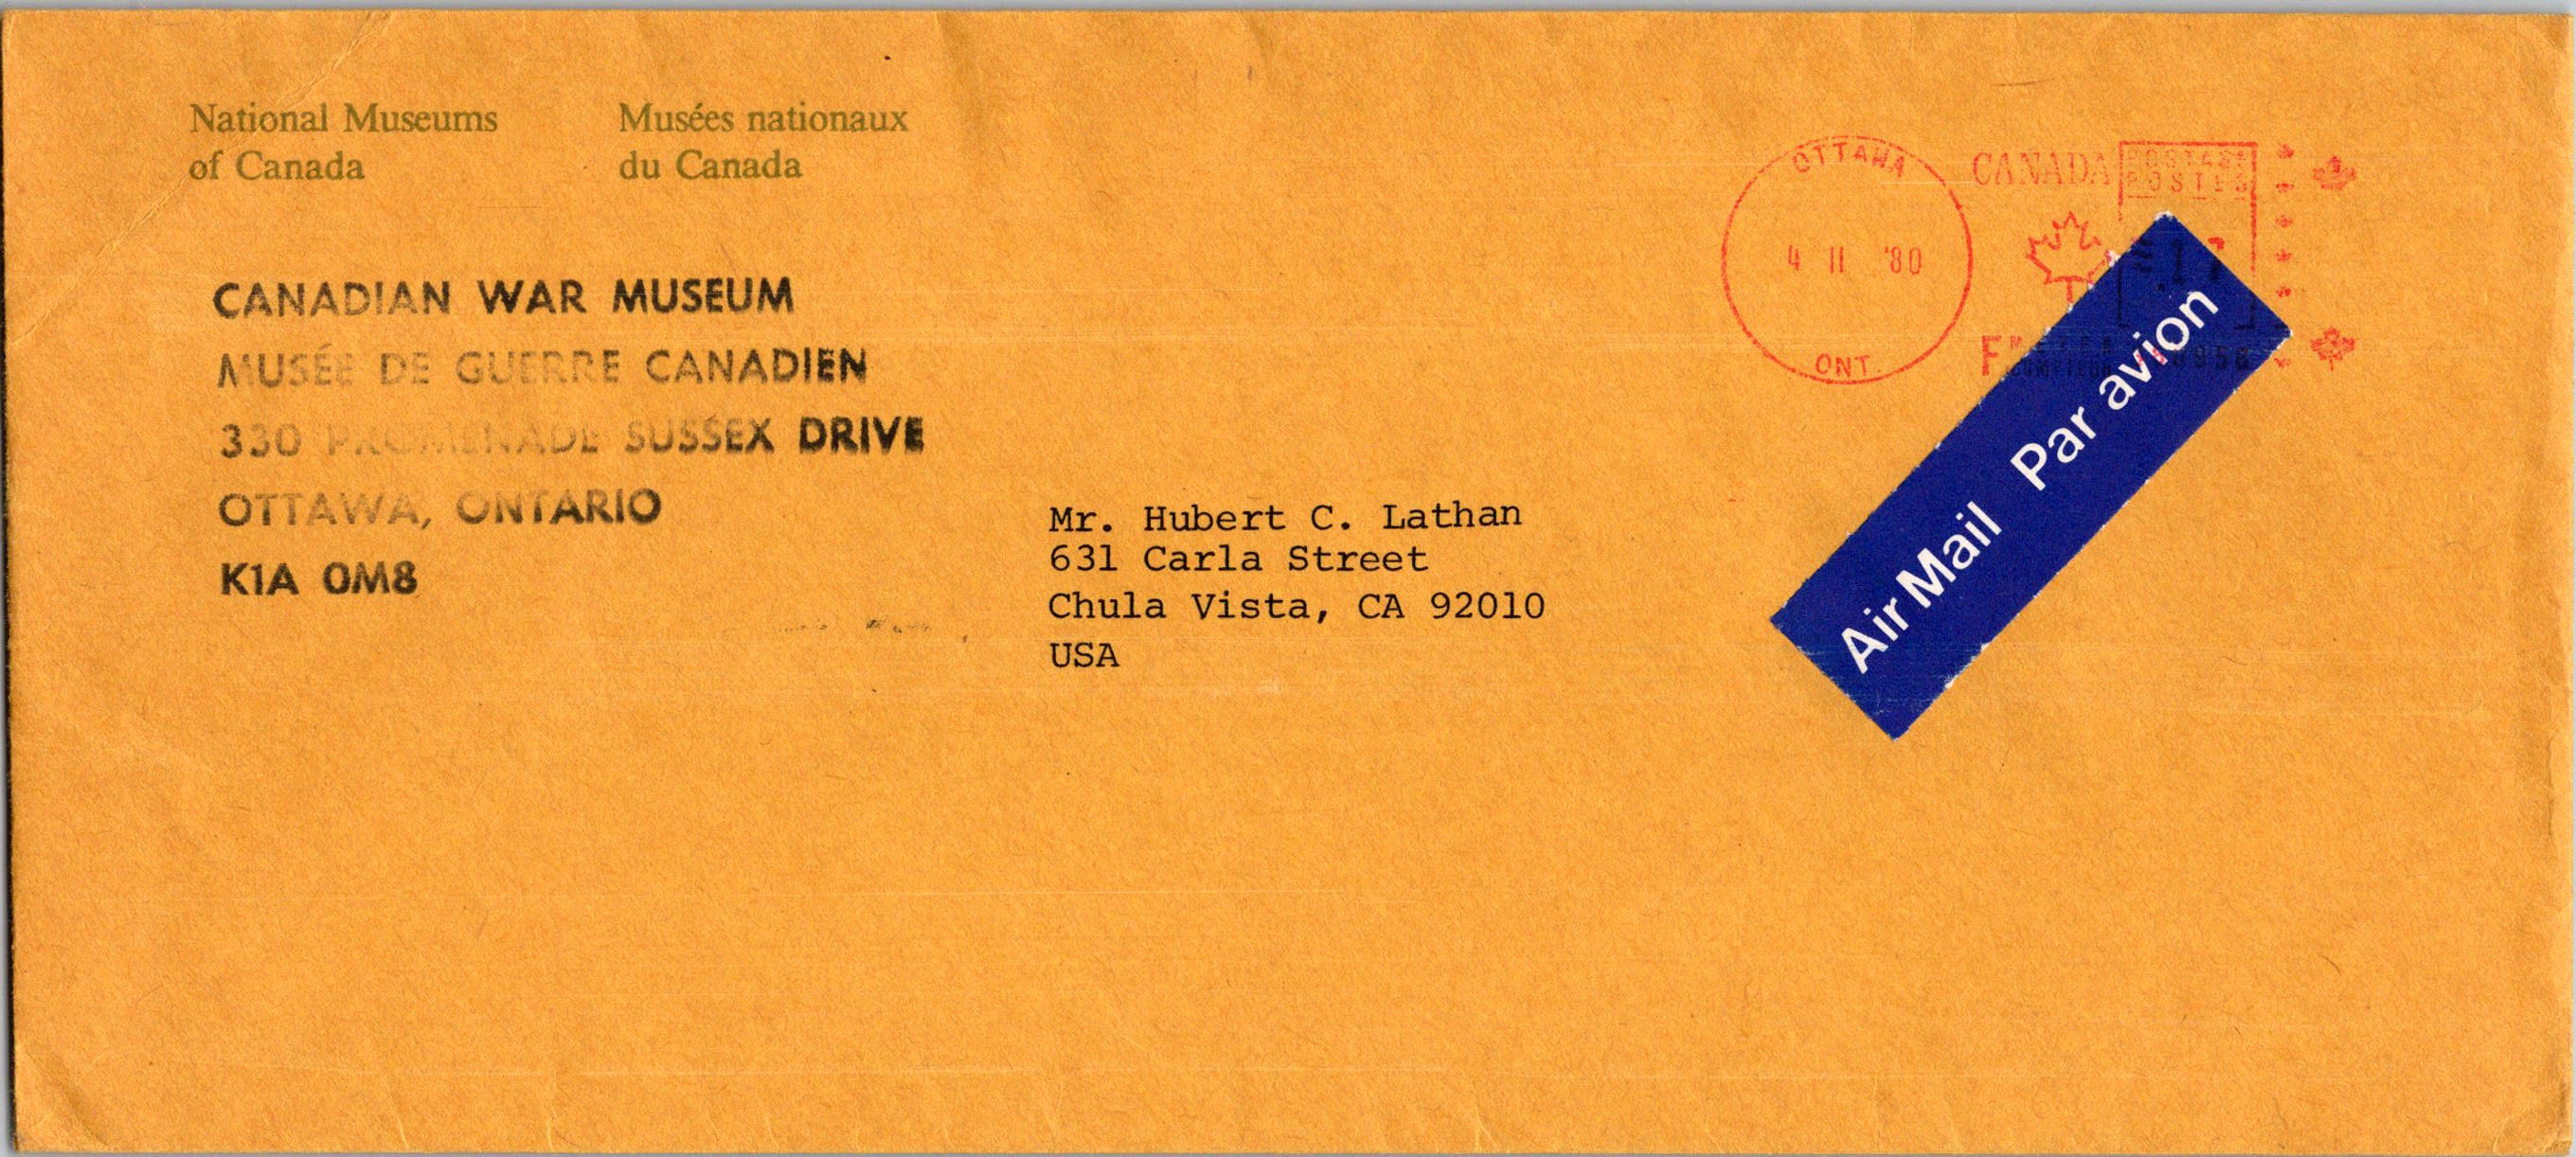 National Museums
of Canada
Musées nationaux
du Canada
CANADIAN WAR MUSEUM
MUSÉE DE GUERRE CANADIEN
330 PROMENADE SUSSEX DRIVE
OTTAWA, ONTARIO
K1A 0M8
Mr. Hubert C. Lathan
631 Carla Street
Chula Vista, CA 92010
USA
OTTAWA
4 II '80
ONT.
CANADA
POSTAGE
POSTES
.17
Air Mail Par avion